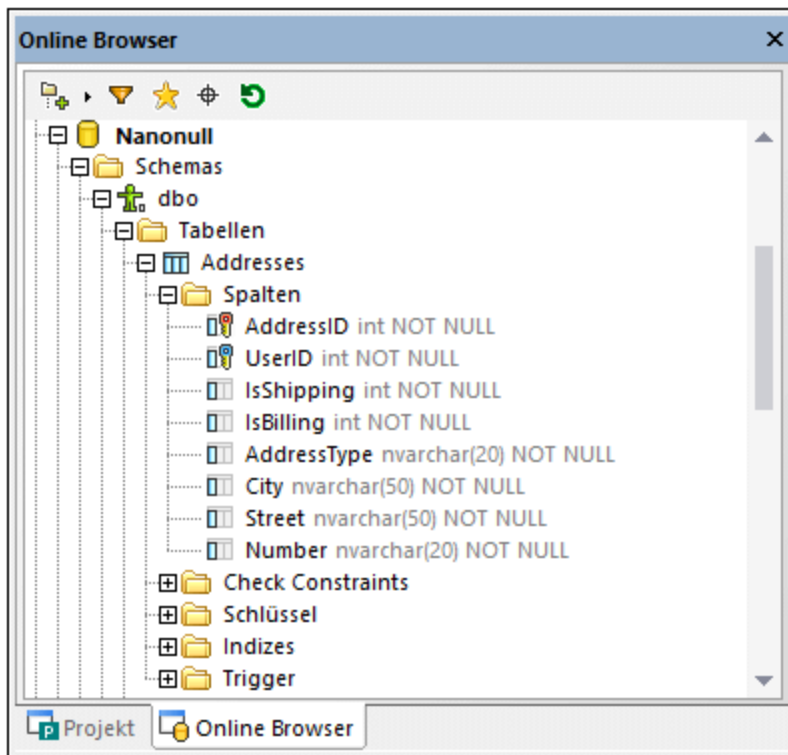 Online Browser
Nanonull
Schemas
dbo
Tabellen
Addresses
Spalten
AddressID int NOT NULL
UserID int NOT NULL
IsShipping int NOT NULL
IsBilling int NOT NULL
AddressType nvarchar(20) NOT NULL
City nvarchar(50) NOT NULL
Street nvarchar(50) NOT NULL
Number nvarchar(20) NOT NULL
Check Constraints
Schlüssel
Indizes
Trigger
Projekt Online Browser